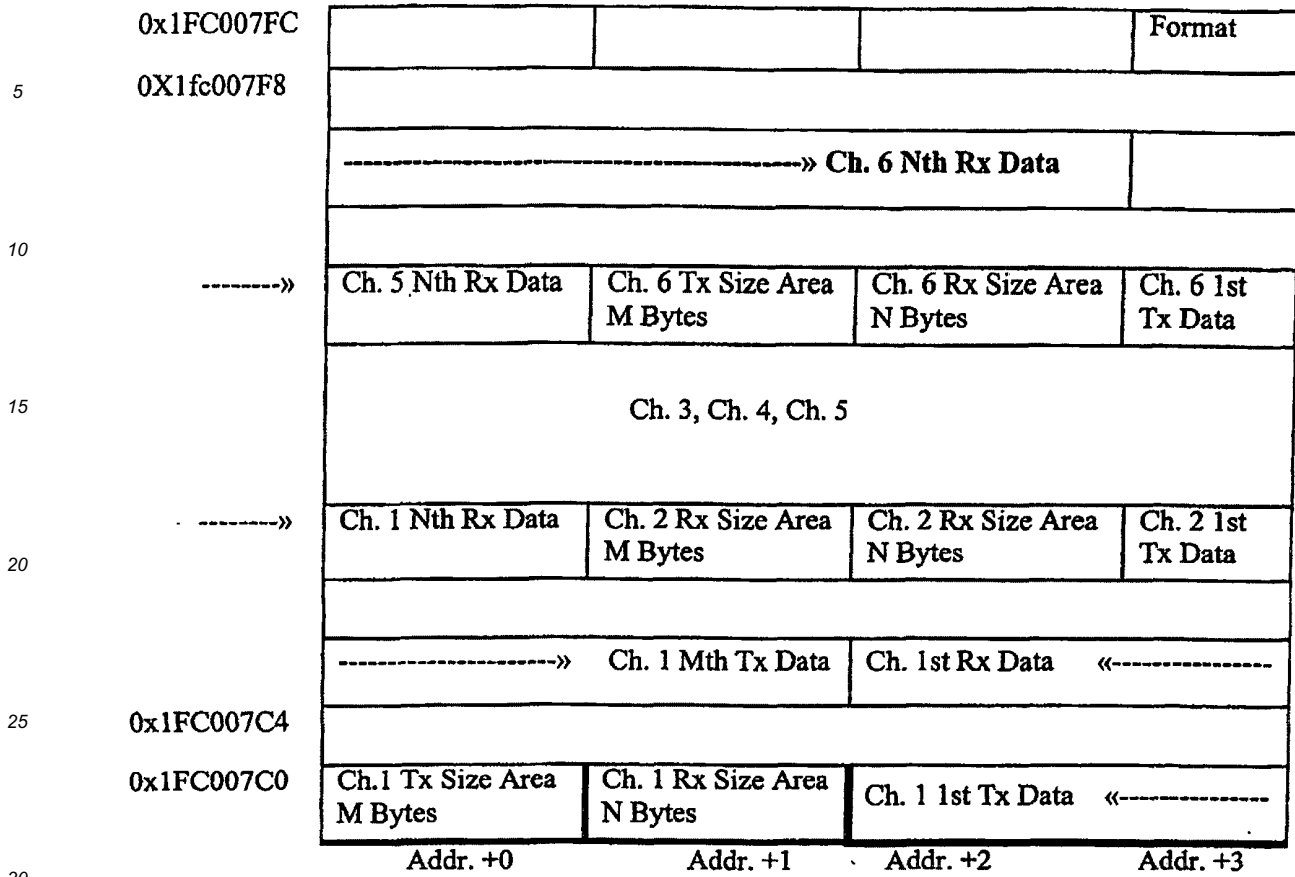 0x1FC007FC
Format
5
0X1fc007F8
--------------------------------------------» Ch. 6 Nth Rx Data
10
--------»
Ch. 5 Nth Rx Data
Ch. 6 Tx Size Area
M Bytes
Ch. 6 Rx Size Area
N Bytes
Ch. 6 1st
Tx Data
15
Ch. 3, Ch. 4, Ch. 5
--------»
Ch. 1 Nth Rx Data
Ch. 2 Rx Size Area
M Bytes
Ch. 2 Rx Size Area
N Bytes
Ch. 2 1st
Tx Data
20
---------------------» Ch. 1 Mth Tx Data
Ch. 1st Rx Data «---------------
25
0x1FC007C4
0x1FC007C0
Ch.1 Tx Size Area
M Bytes
Ch. 1 Rx Size Area
N Bytes
Ch. 1 1st Tx Data «---------------
Addr. +0
Addr. +1
Addr. +2
Addr. +3